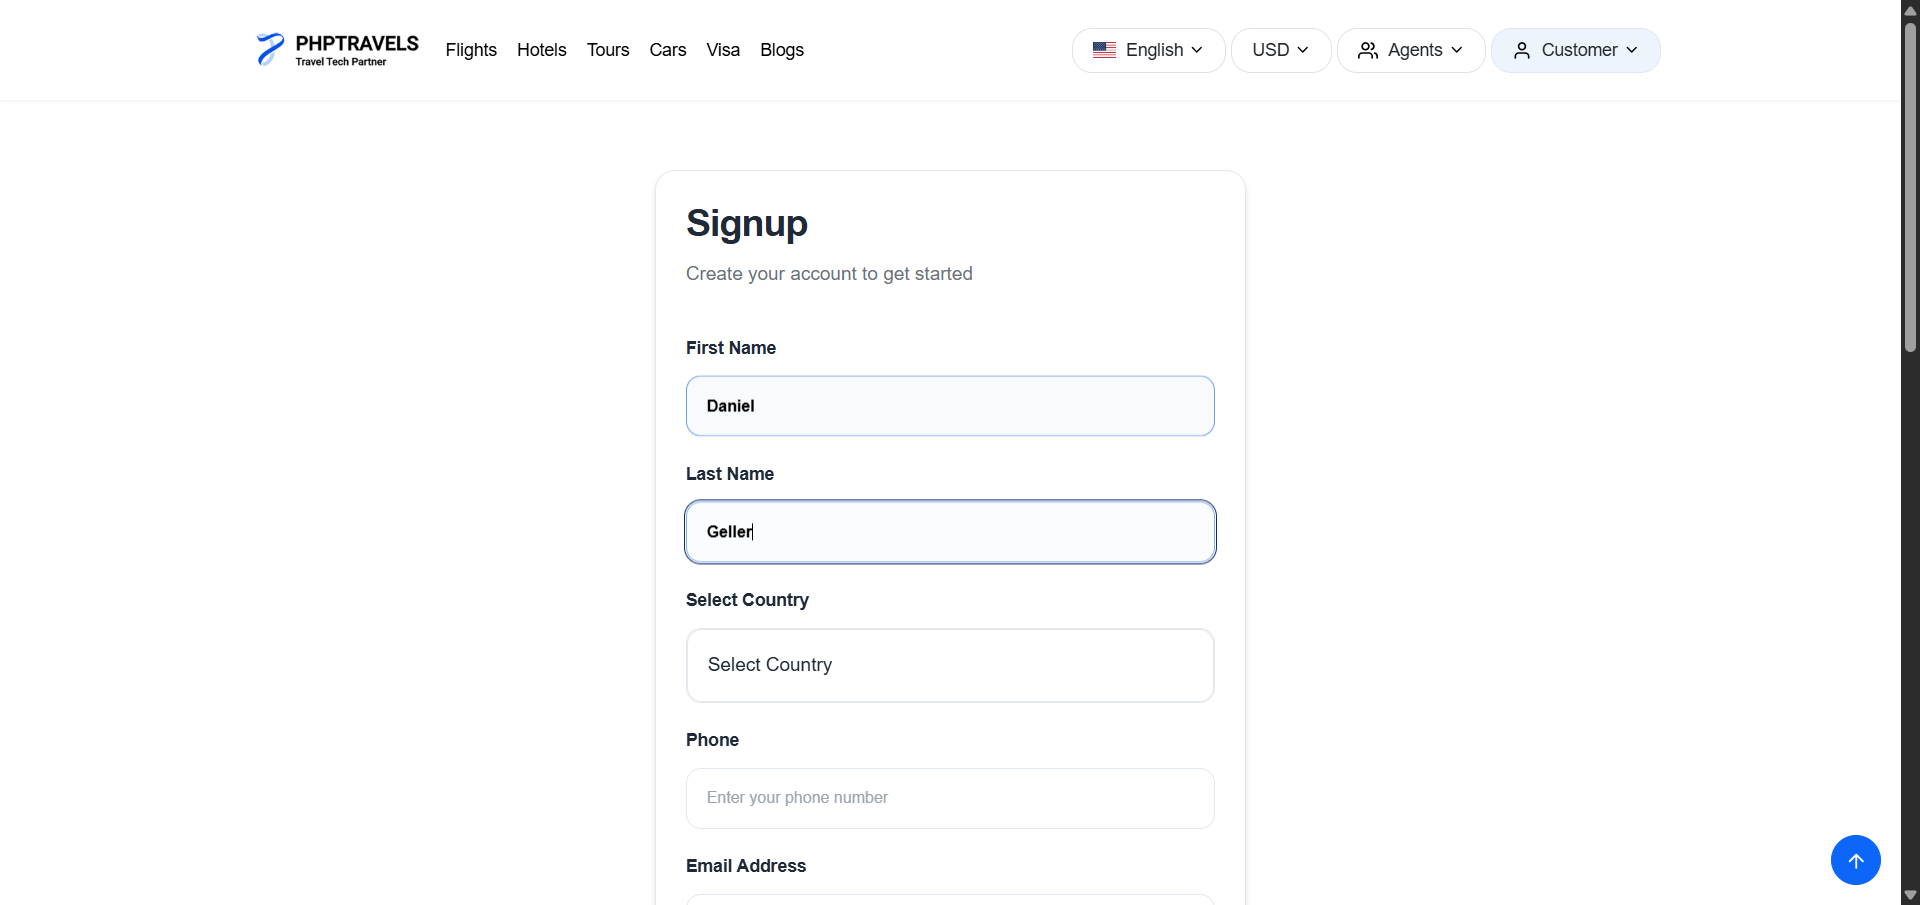 PHPTRAVELS
Travel Tech Partner
Flights Hotels Tours Cars Visa Blogs
English USD Agents Customer
Signup
Create your account to get started
First Name
Daniel
Last Name
Geller
Select Country
Select Country
Phone
Enter your phone number
Email Address